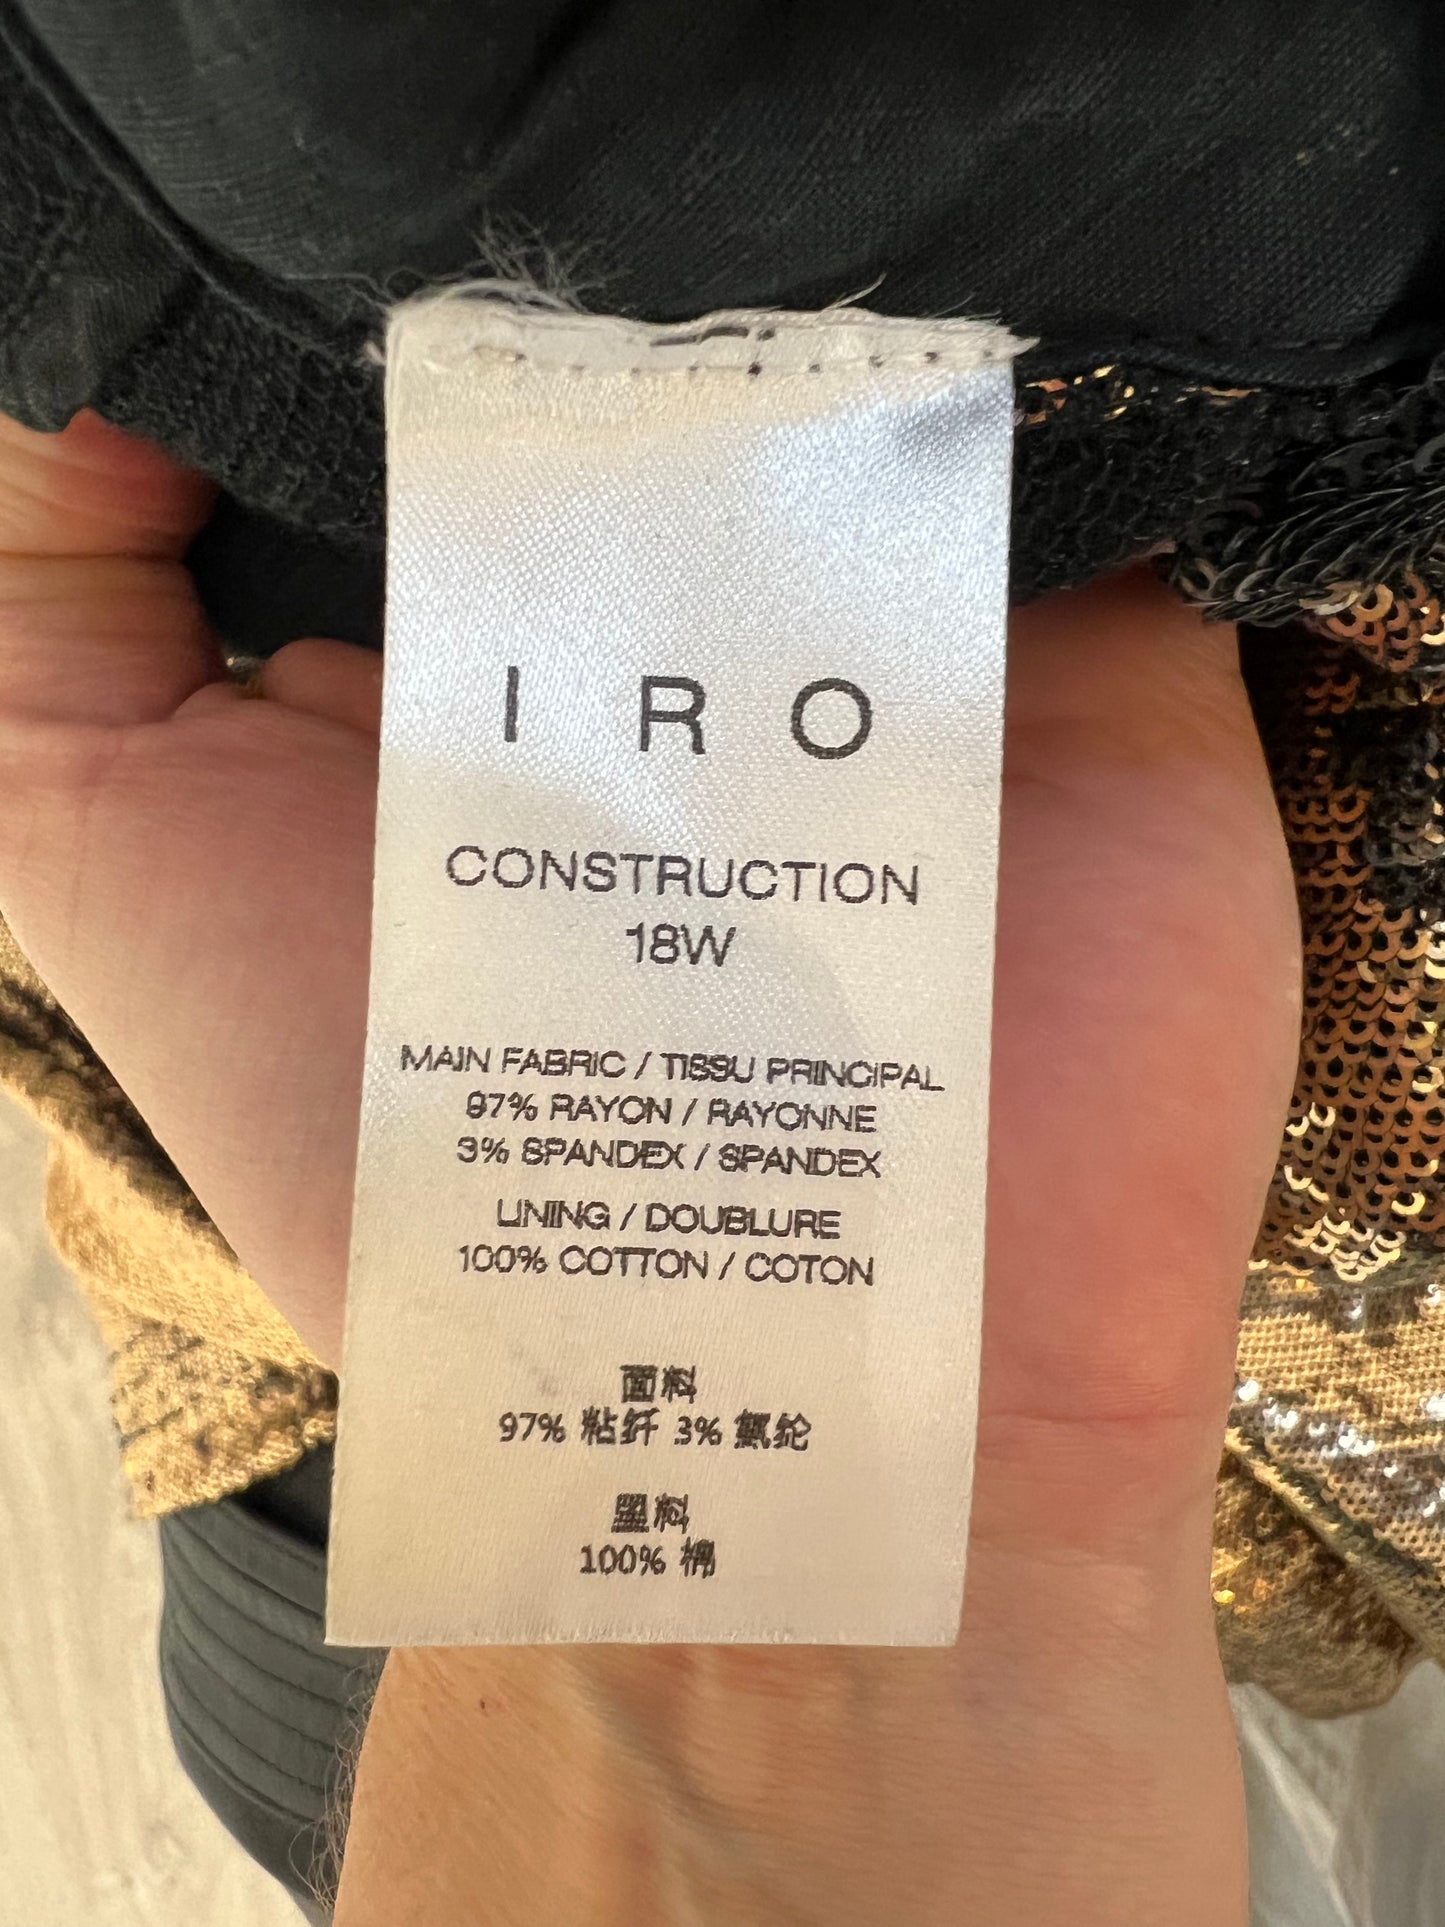 I R O
CONSTRUCTION
18W
MAIN FABRIC / TISSU PRINCIPAL
97% RAYON / RAYONNE
3% SPANDEX / SPANDEX
LINING / DOUBLURE
100% COTTON / COTON
面料
97% 粘纤 3% 氨纶
里料
100% 棉